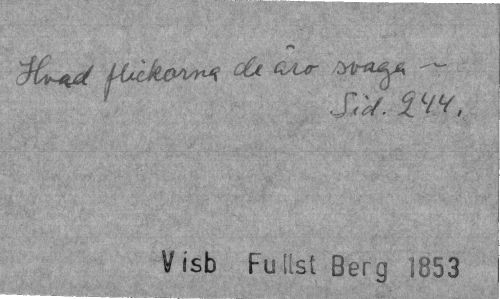 Hvad flickorna de äro svaga —
Sid. 244.
Visb Fullst Berg 1853